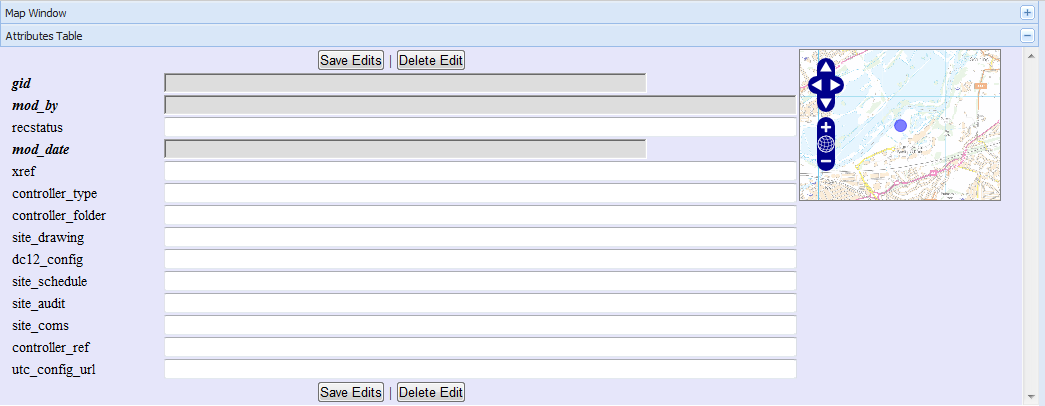 Map Window
Attributes Table
Save Edits | Delete Edit
gid
mod_by
recstatus
mod_date
xref
controller_type
controller_folder
site_drawing
dc12_config
site_schedule
site_audit
site_coms
controller_ref
utc_config_url
Save Edits | Delete Edit